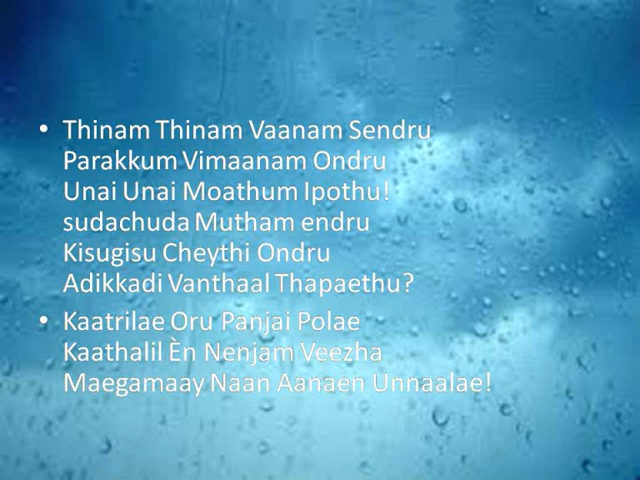 • Thinam Thinam Vaanam Sendru
Parakkum Vimaanam Ondru
Unai Unai Moathum Ipothu!
sudachuda Mutham endru
Kisugisu Cheythi Ondru
Adikkadi Vanthaal Thapaethu?
• Kaatrilae Oru Panjai Polae
Kaathalil Èn Nenjam Veezha
Maegamaay Naan Aanaen Unnaalae!